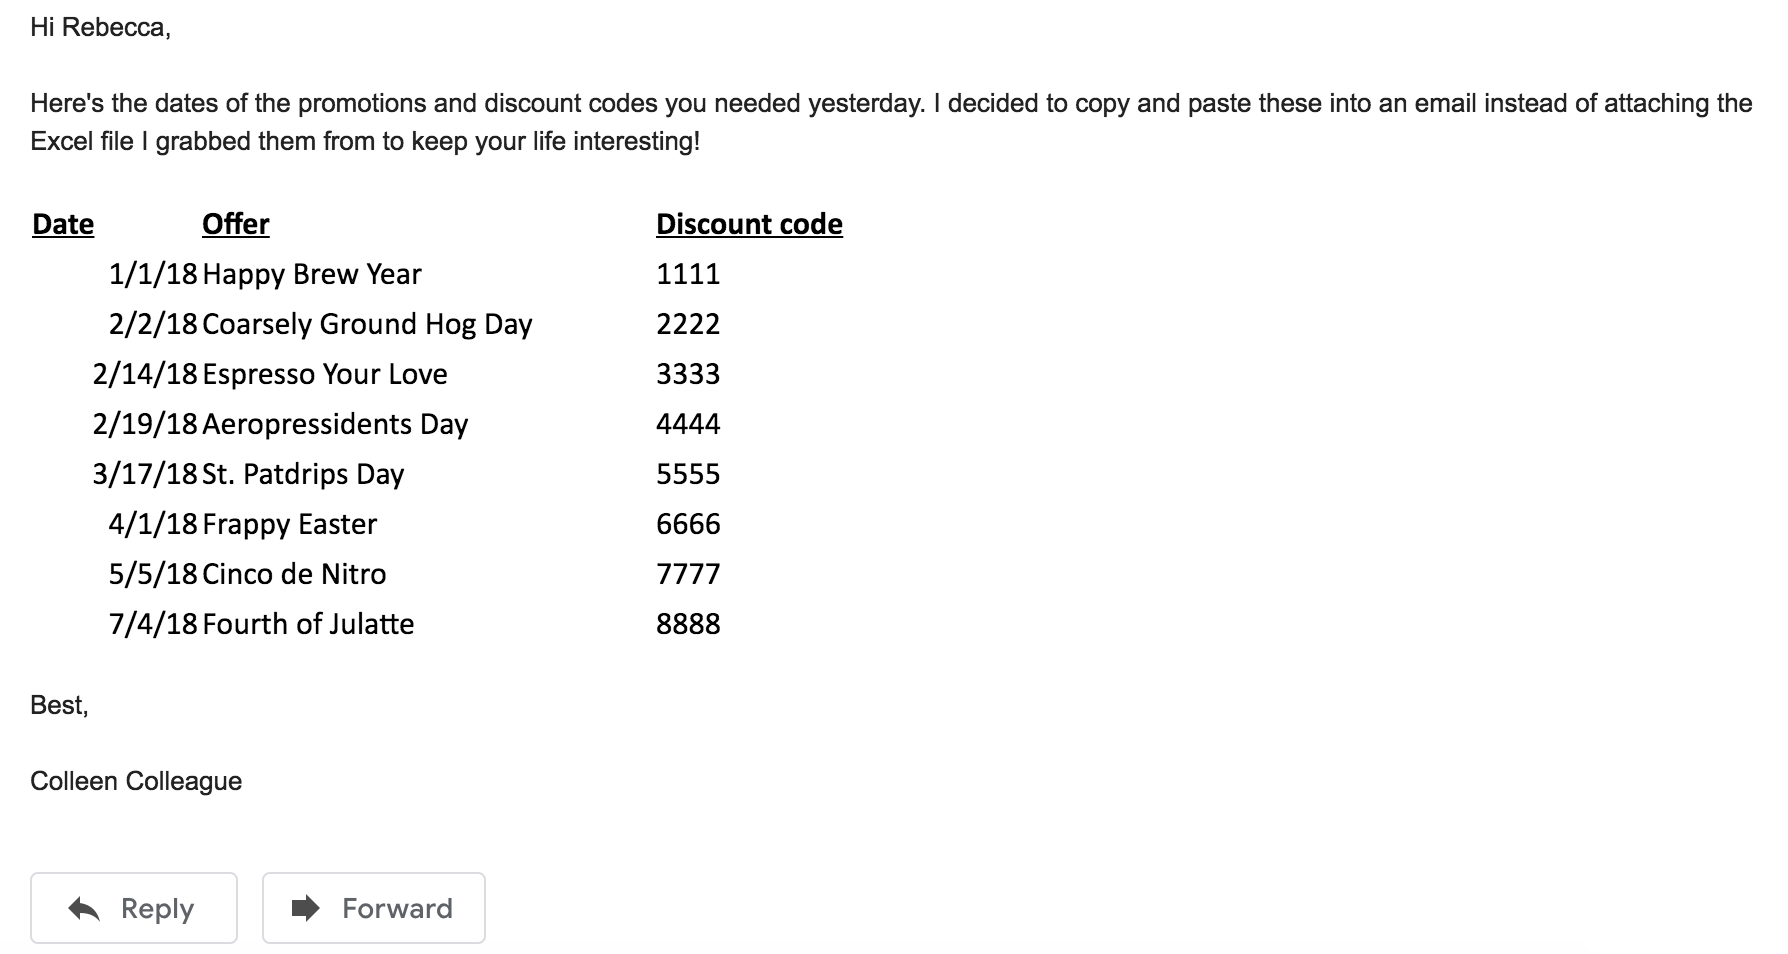 Hi Rebecca,
Here's the dates of the promotions and discount codes you needed yesterday. I decided to copy and paste these into an email instead of attaching the
Excel file I grabbed them from to keep your life interesting!
Date Offer Discount code
1/1/18 Happy Brew Year 1111
2/2/18 Coarsely Ground Hog Day 2222
2/14/18 Espresso Your Love 3333
2/19/18 Aeropressidents Day 4444
3/17/18 St. Patdrips Day 5555
4/1/18 Frappy Easter 6666
5/5/18 Cinco de Nitro 7777
7/4/18 Fourth of Julatte 8888
Best,
Colleen Colleague
Reply Forward